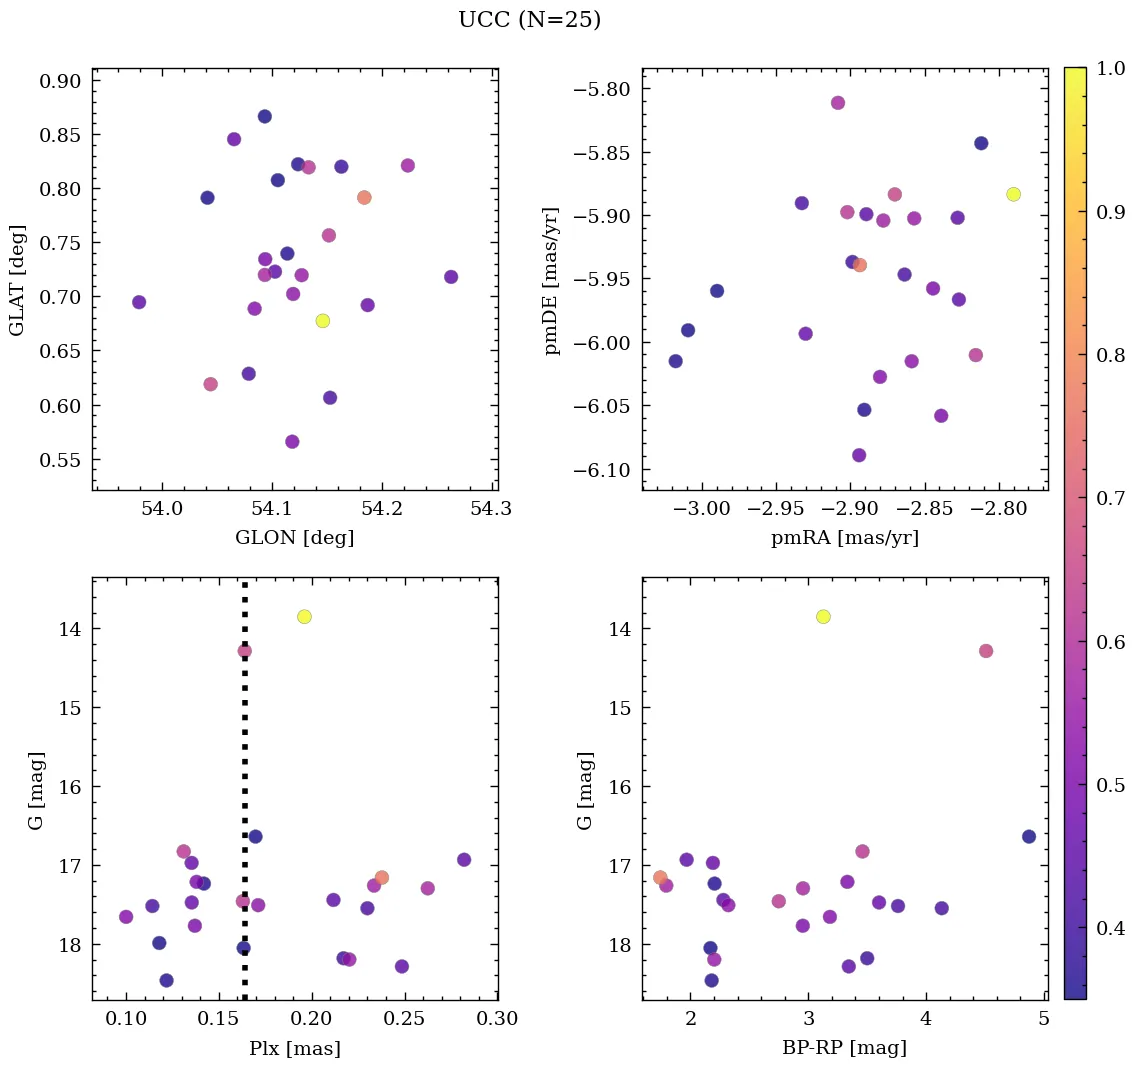 UCC (N=25)
0.90
0.85
0.80
0.75
0.70
0.65
0.60
0.55
GLAT [deg]
54.0 54.1 54.2 54.3
GLON [deg]
−5.80
−5.85
−5.90
−5.95
−6.00
−6.05
−6.10
pmDE [mas/yr]
−3.00 −2.95 −2.90 −2.85 −2.80
pmRA [mas/yr]
1.0
0.9
0.8
0.7
0.6
0.5
0.4
14
15
16
17
18
G [mag]
0.10 0.15 0.20 0.25 0.30
Plx [mas]
14
15
16
17
18
G [mag]
2 3 4 5
BP-RP [mag]